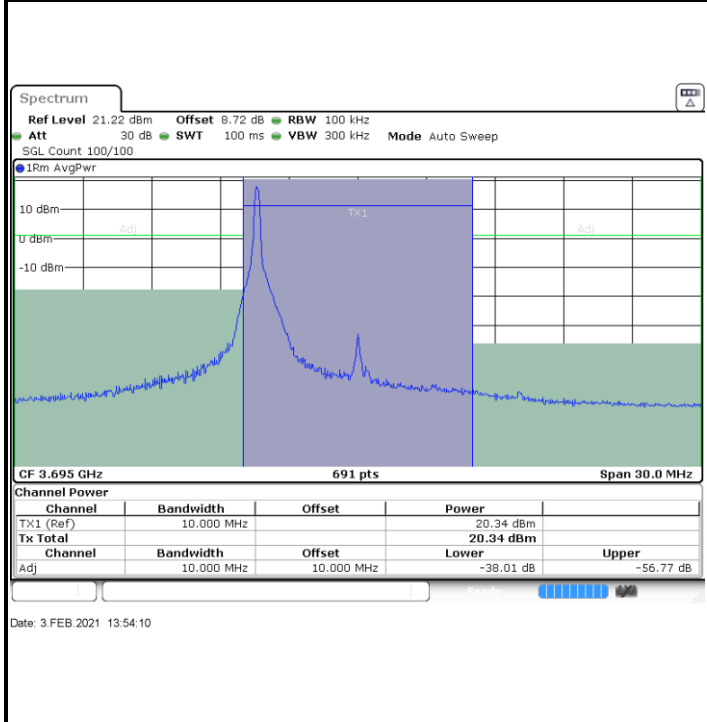 Spectrum
Ref Level 21.22 dBm Offset 8.72 dB RBW 100 kHz
Att 30 dB SWT 100 ms VBW 300 kHz Mode Auto Sweep
SGL Count 100/100
1Rm AvgPwr
TX1
10 dBm
Adj Adj
0 dBm
-10 dBm
CF 3.695 GHz 691 pts Span 30.0 MHz
Channel Power
Channel Bandwidth Offset Power
TX1 (Ref) 10.000 MHz 20.34 dBm
Tx Total 20.34 dBm
Channel Bandwidth Offset Lower Upper
Adj 10.000 MHz 10.000 MHz -38.01 dB -56.77 dB
Ready
Date: 3.FEB.2021 13:54:10